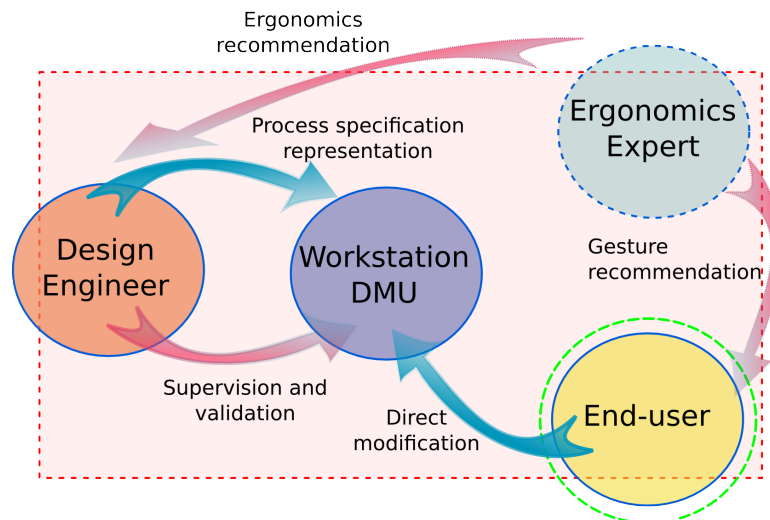 Ergonomics
recommendation
Process specification
representation
Ergonomics
Expert
Design
Engineer
Workstation
DMU
Gesture
recommendation
Supervision and
validation
Direct
modification
End-user